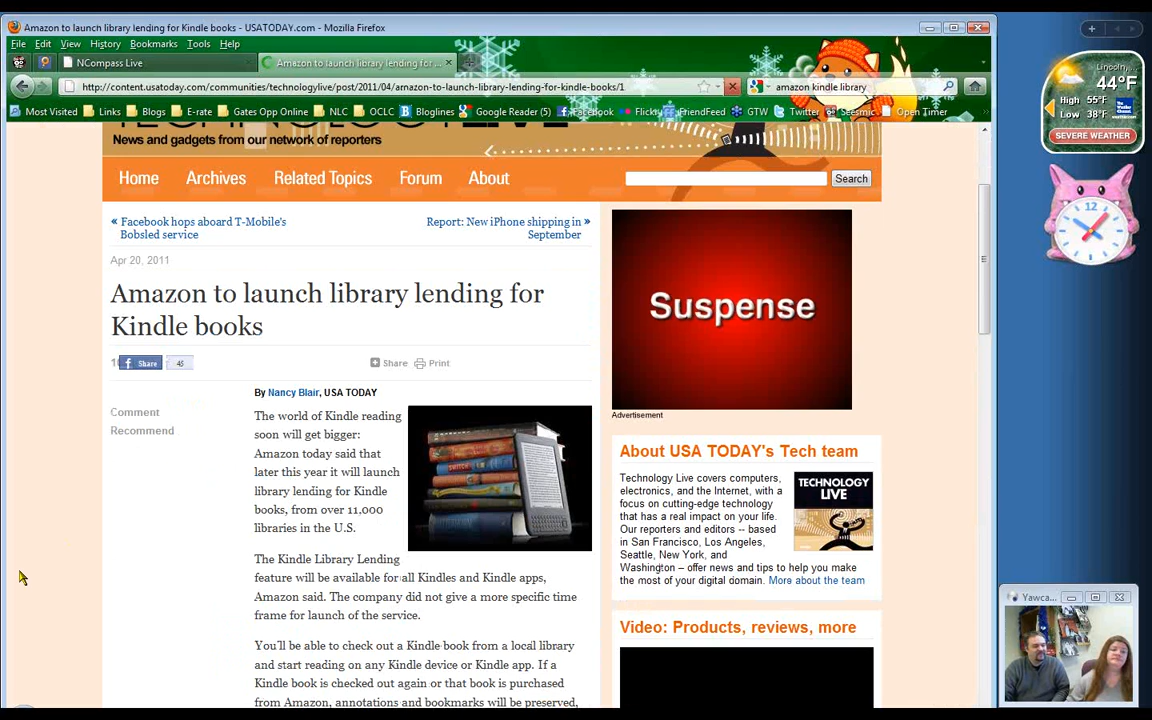 Amazon to launch library lending for Kindle books - USATODAY.com - Mozilla Firefox
File Edit View History Bookmarks Tools Help
NCompass Live
Amazon to launch library lending for ...
http://content.usatoday.com/communities/technologylive/post/2011/04/amazon-to-launch-library-lending-for-kindle-books/1
amazon kindle library
Most Visited Links Blogs E-rate Gates Opp Online NLC OCLC Bloglines Google Reader (5) Facebook Flickr FriendFeed GTW Twitter Seesmic Open Timer
TECHNOLOGY LIVE
News and gadgets from our network of reporters
Home Archives Related Topics Forum About
Search
« Facebook hops aboard T-Mobile's
Bobsled service
Report: New iPhone shipping in »
September
Apr 20, 2011
Amazon to launch library lending for
Kindle books
Share 45
Share Print
By Nancy Blair, USA TODAY
Comment
Recommend
The world of Kindle reading
soon will get bigger:
Amazon today said that
later this year it will launch
library lending for Kindle
books, from over 11,000
libraries in the U.S.
The Kindle Library Lending
feature will be available for all Kindles and Kindle apps,
Amazon said. The company did not give a more specific time
frame for launch of the service.
You'll be able to check out a Kindle book from a local library
and start reading on any Kindle device or Kindle app. If a
Kindle book is checked out again or that book is purchased
from Amazon, annotations and bookmarks will be preserved,
Suspense
Advertisement
About USA TODAY's Tech team
Technology Live covers computers,
electronics, and the Internet, with a
focus on cutting-edge technology
that has a real impact on your life.
Our reporters and editors -- based
in San Francisco, Los Angeles,
Seattle, New York, and
Washington – offer news and tips to help you make
the most of your digital domain. More about the team
TECHNOLOGY
LIVE
Video: Products, reviews, more
Lincoln,
44°F
High 55°F
Low 38°F
SEVERE WEATHER
12
Yawca...